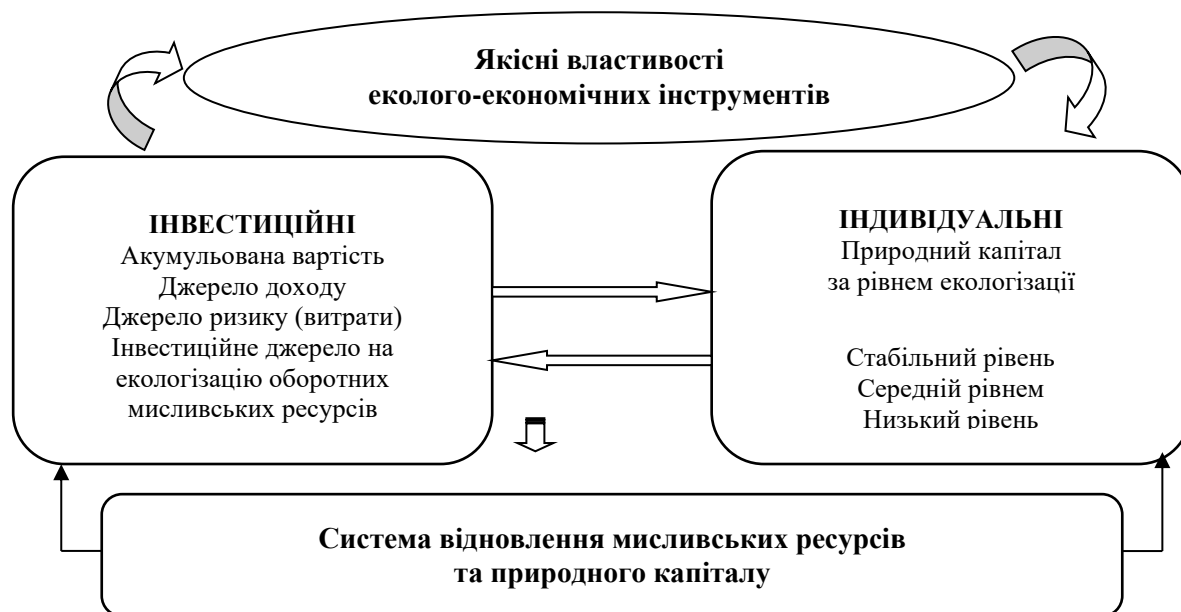 Якісні властивості
еколого-економічних інструментів
ІНВЕСТИЦІЙНІ
Акумульована вартість
Джерело доходу
Джерело ризику (витрати)
Інвестиційне джерело на
екологізацію оборотних
мисливських ресурсів
ІНДИВІДУАЛЬНІ
Природний капітал
за рівнем екологізації
Стабільний рівень
Середній рівнем
Низький рівень
Система відновлення мисливських ресурсів
та природного капіталу